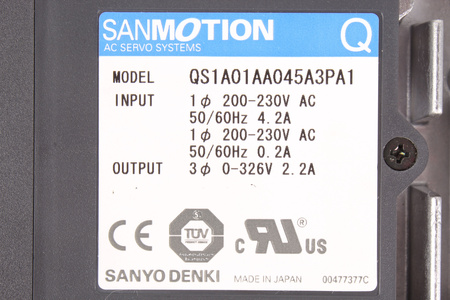 SANMOTION
AC SERVO SYSTEMS
Q
MODEL QS1A01AA045A3PA1
INPUT 1ϕ 200-230V AC
50/60Hz 4.2A
1ϕ 200-230V AC
50/60Hz 0.2A
OUTPUT 3ϕ 0-326V 2.2A
CE
TÜV
c RU US
SANYO DENKI MADE IN JAPAN 00477377C